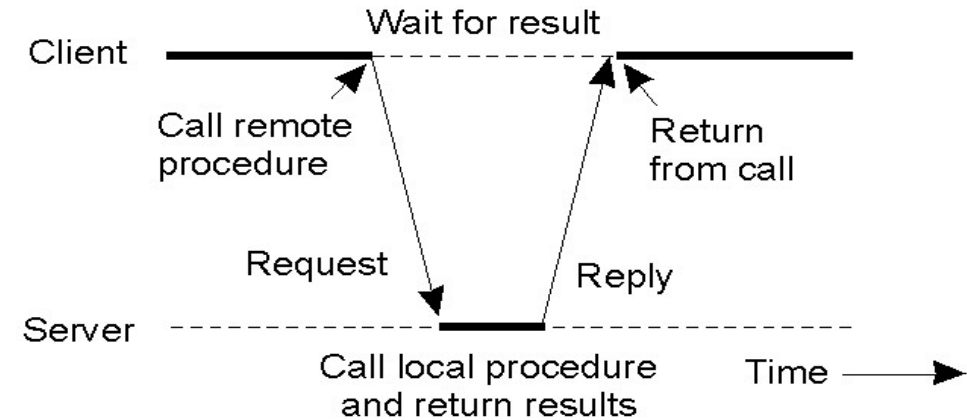 Wait for result
Client
Call remote
procedure
Return
from call
Request
Reply
Server
Call local procedure
and return results
Time